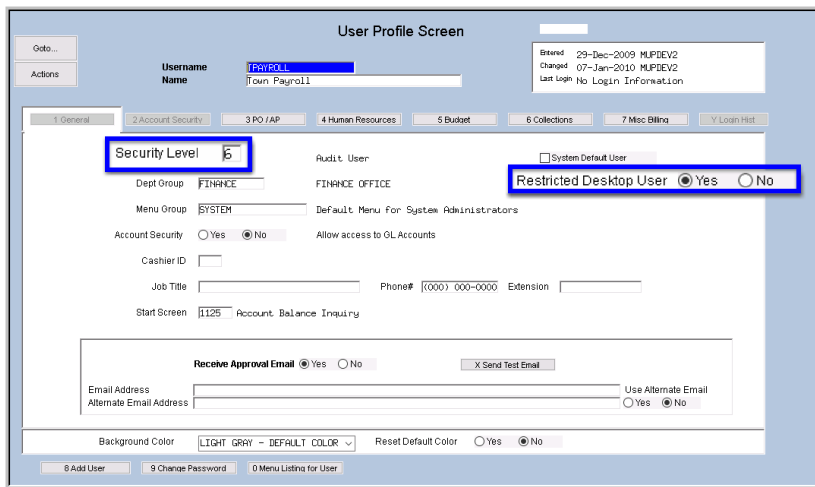 User Profile Screen
Goto...
Actions
Username TPAYROLL
Name Town Payroll
Entered 29-Dec-2009 MUPDEV2
Changed 07-Jan-2010 MUPDEV2
Last Login No Login Information
1 General 2 Account Security 3 PO / AP 4 Human Resources 5 Budget 6 Collections 7 Misc Billing Y Login Hist
Security Level 6 Audit User System Default User
Restricted Desktop User Yes No
Dept Group FINANCE FINANCE OFFICE
Menu Group SYSTEM Default Menu for System Administrators
Account Security Yes No Allow access to GL Accounts
Cashier ID
Job Title Phone# (000) 000-0000 Extension
Start Screen 1125 Account Balance Inquiry
Receive Approval Email Yes No X Send Test Email
Email Address Use Alternate Email
Alternate Email Address Yes No
Background Color LIGHT GRAY - DEFAULT COLOR Reset Default Color Yes No
8 Add User 9 Change Password 0 Menu Listing for User